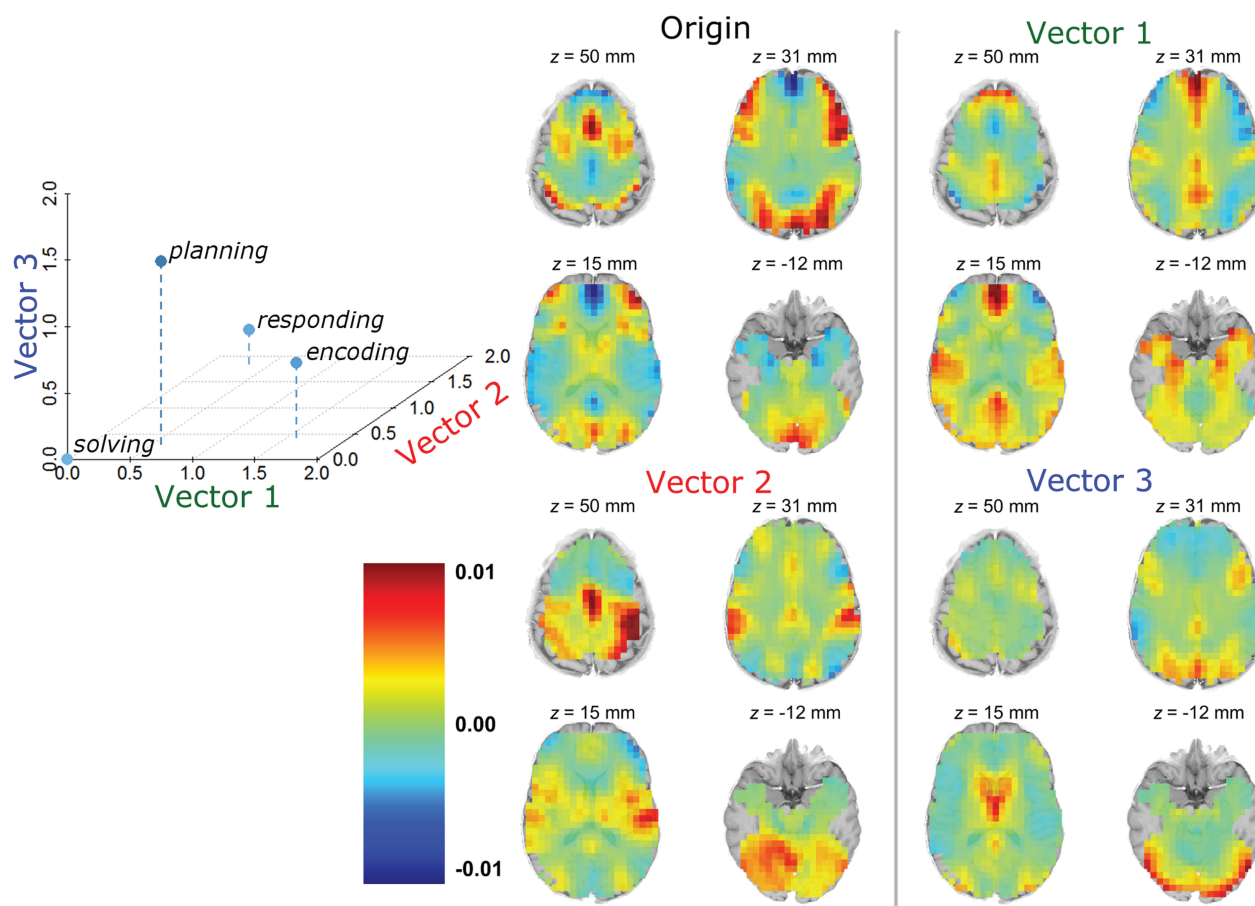 Origin
z = 50 mm
z = 31 mm
z = 15 mm
z = -12 mm
Vector 1
z = 50 mm
z = 31 mm
z = 15 mm
z = -12 mm
Vector 3
2.0
1.5
1.0
0.5
0.0
planning
responding
encoding
solving
0.0
0.5
1.0
1.5
2.0
Vector 1
0.0
0.5
1.0
1.5
2.0
Vector 2
Vector 2
z = 50 mm
z = 31 mm
z = 15 mm
z = -12 mm
Vector 3
z = 50 mm
z = 31 mm
z = 15 mm
z = -12 mm
0.01
0.00
-0.01